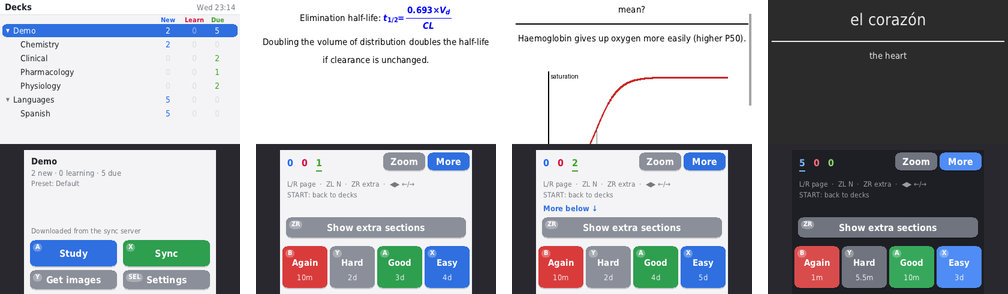 Decks Wed 23:14
New Learn Due
▾ Demo 2 0 5
Chemistry 2 0 0
Clinical 0 0 2
Pharmacology 0 0 1
Physiology 0 0 2
▾ Languages 5 0 0
Spanish 5 0 0
Demo
2 new · 0 learning · 5 due
Preset: Default
Downloaded from the sync server
A Study
X Sync
Y Get images
SEL Settings
Elimination half-life: t1/2= 0.693×Vd
CL
Doubling the volume of distribution doubles the half-life
if clearance is unchanged.
0 0 1
Zoom
More
L/R page · ZL N · ZR extra · ◀▶ ←/→
START: back to decks
ZR Show extra sections
B Again 10m
Y Hard 2d
A Good 3d
X Easy 4d
mean?
Haemoglobin gives up oxygen more easily (higher P50).
saturation
0 0 2
Zoom
More
L/R page · ZL N · ZR extra · ◀▶ ←/→
START: back to decks
More below ↓
ZR Show extra sections
B Again 10m
Y Hard 2d
A Good 4d
X Easy 5d
el corazón
the heart
5 0 0
Zoom
More
L/R page · ZL N · ZR extra · ◀▶ ←/→
START: back to decks
ZR Show extra sections
B Again 1m
Y Hard 5.5m
A Good 10m
X Easy 3d